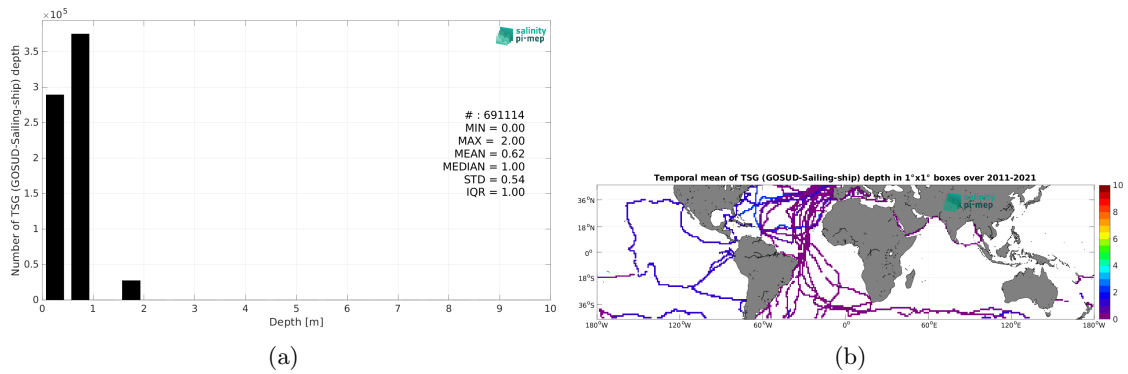 ×10⁵
Number of TSG (GOSUD-Sailing-ship) depth
3.5
3
2.5
2
1.5
1
0.5
0
salinity
pi-mep
# : 691114
MIN = 0.00
MAX = 2.00
MEAN = 0.62
MEDIAN = 1.00
STD = 0.54
IQR = 1.00
0 1 2 3 4 5 6 7 8 9 10
Depth [m]
(a)
Temporal mean of TSG (GOSUD-Sailing-ship) depth in 1°x1° boxes over 2011-2021
salinity
pi-mep
36°N
18°N
0°
18°S
36°S
180°W 120°W 60°W 0° 60°E 120°E 180°W
10
8
6
4
2
0
(b)